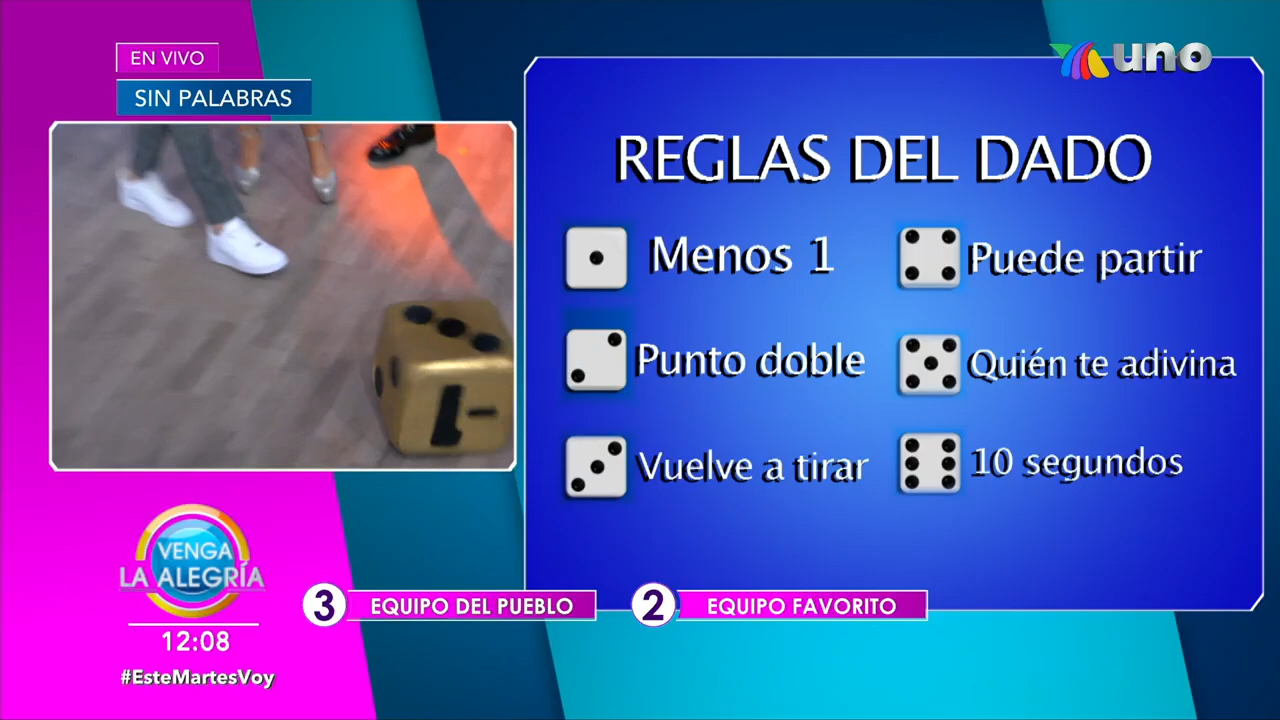 EN VIVO
SIN PALABRAS
uno
REGLAS DEL DADO
Menos 1
Puede partir
Punto doble
Quién te adivina
Vuelve a tirar
10 segundos
-1
VENGA
LA ALEGRÍA
12:08
#EsteMartesVoy
3 EQUIPO DEL PUEBLO
2 EQUIPO FAVORITO